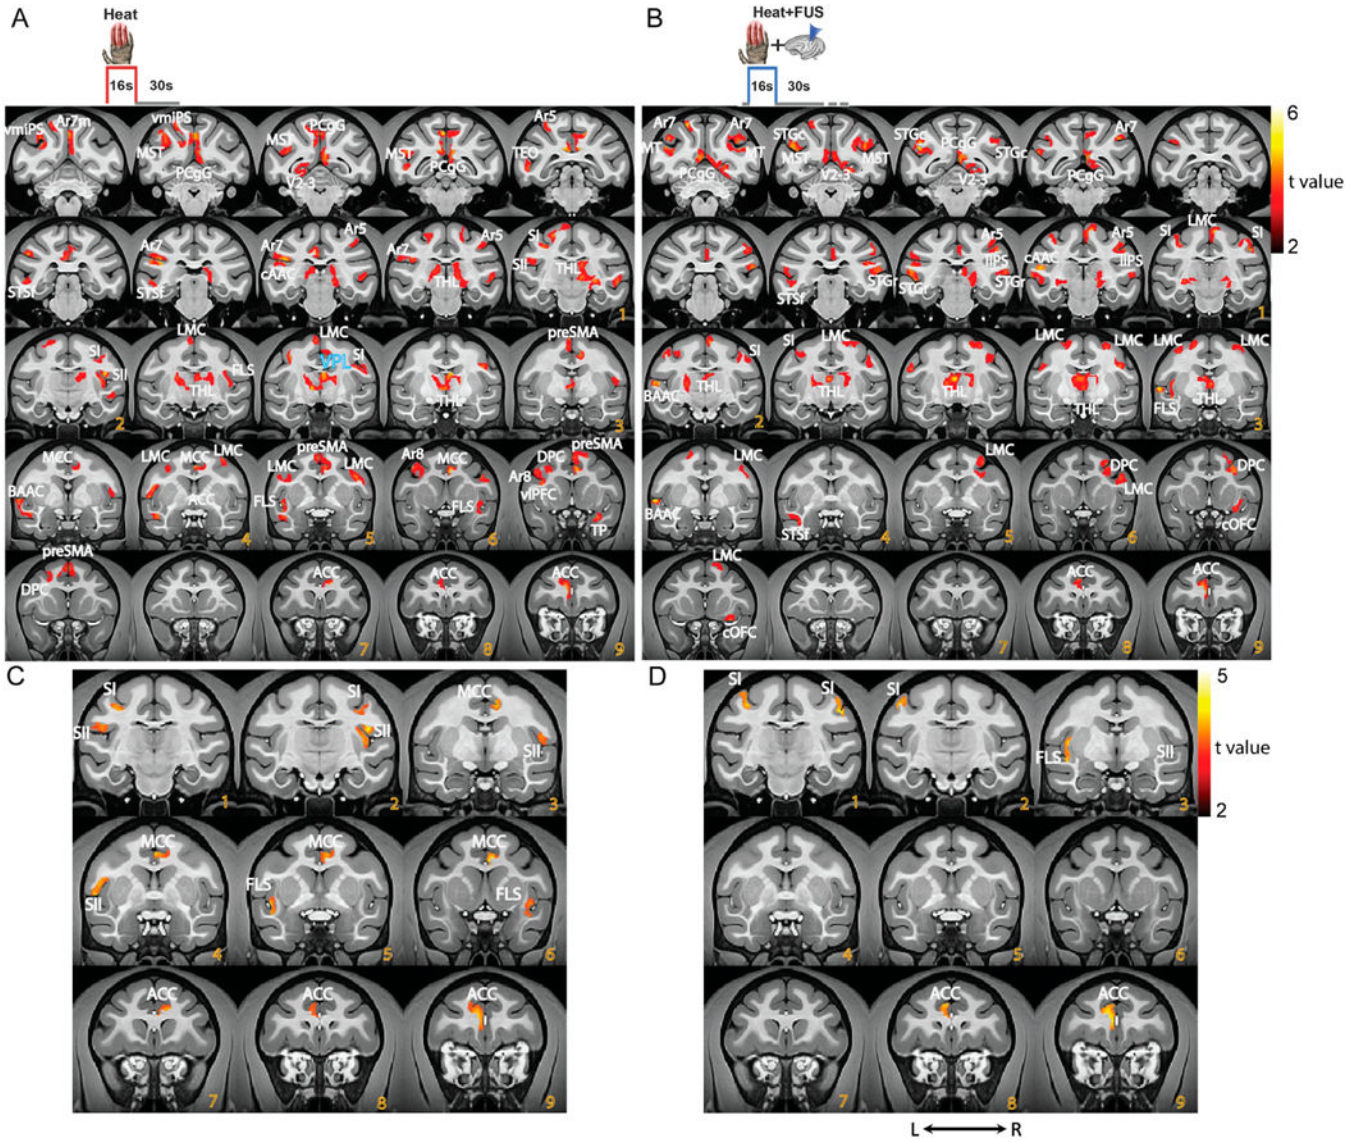 A
Heat
16s 30s
B
Heat+FUS
+
16s 30s
vmIPS Ar7m vmIPS PCgG Ar5
MST MST MST TEO
PCgG V2-3 PCgG
Ar7 Ar7 STGc STGc PCgG Ar7
MT MT MST MST STGc
PCgG V2-3 V2-3 PCgG
6
t value
2
Ar7 Ar7 Ar5 Ar7 Ar5 SI
cAAC SII THL
STSf STSf THL 1
Ar5 cAAC Ar5 SI LMC SI
IIPS IIPS
STSf STGr STGr STGr 1
LMC LMC preSMA
SI FLS VPL SI
SII THL THL
2 3
SI LMC LMC LMC LMC LMC
SI
BAAC THL THL THL THL FLS THL
2 3
MCC LMC MCC LMC preSMA Ar8 MCC DPC preSMA
LMC LMC Ar8
BAAC ACC FLS FLS vlPFC
4 5 6 TP
LMC LMC DPC DPC
LMC
BAAC STSf cOFC
4 5 6
preSMA ACC ACC ACC
DPC
7 8 9
LMC ACC ACC
cOFC
7 8 9
C
SI SI MCC
SII SII SII
1 2 3
MCC MCC MCC
SII FLS FLS
4 5 6
ACC ACC ACC
7 8 9
D
SI SI SI
FLS SII
1 2 3
5
t value
2
4 5 6
ACC ACC
7 8 9
L R